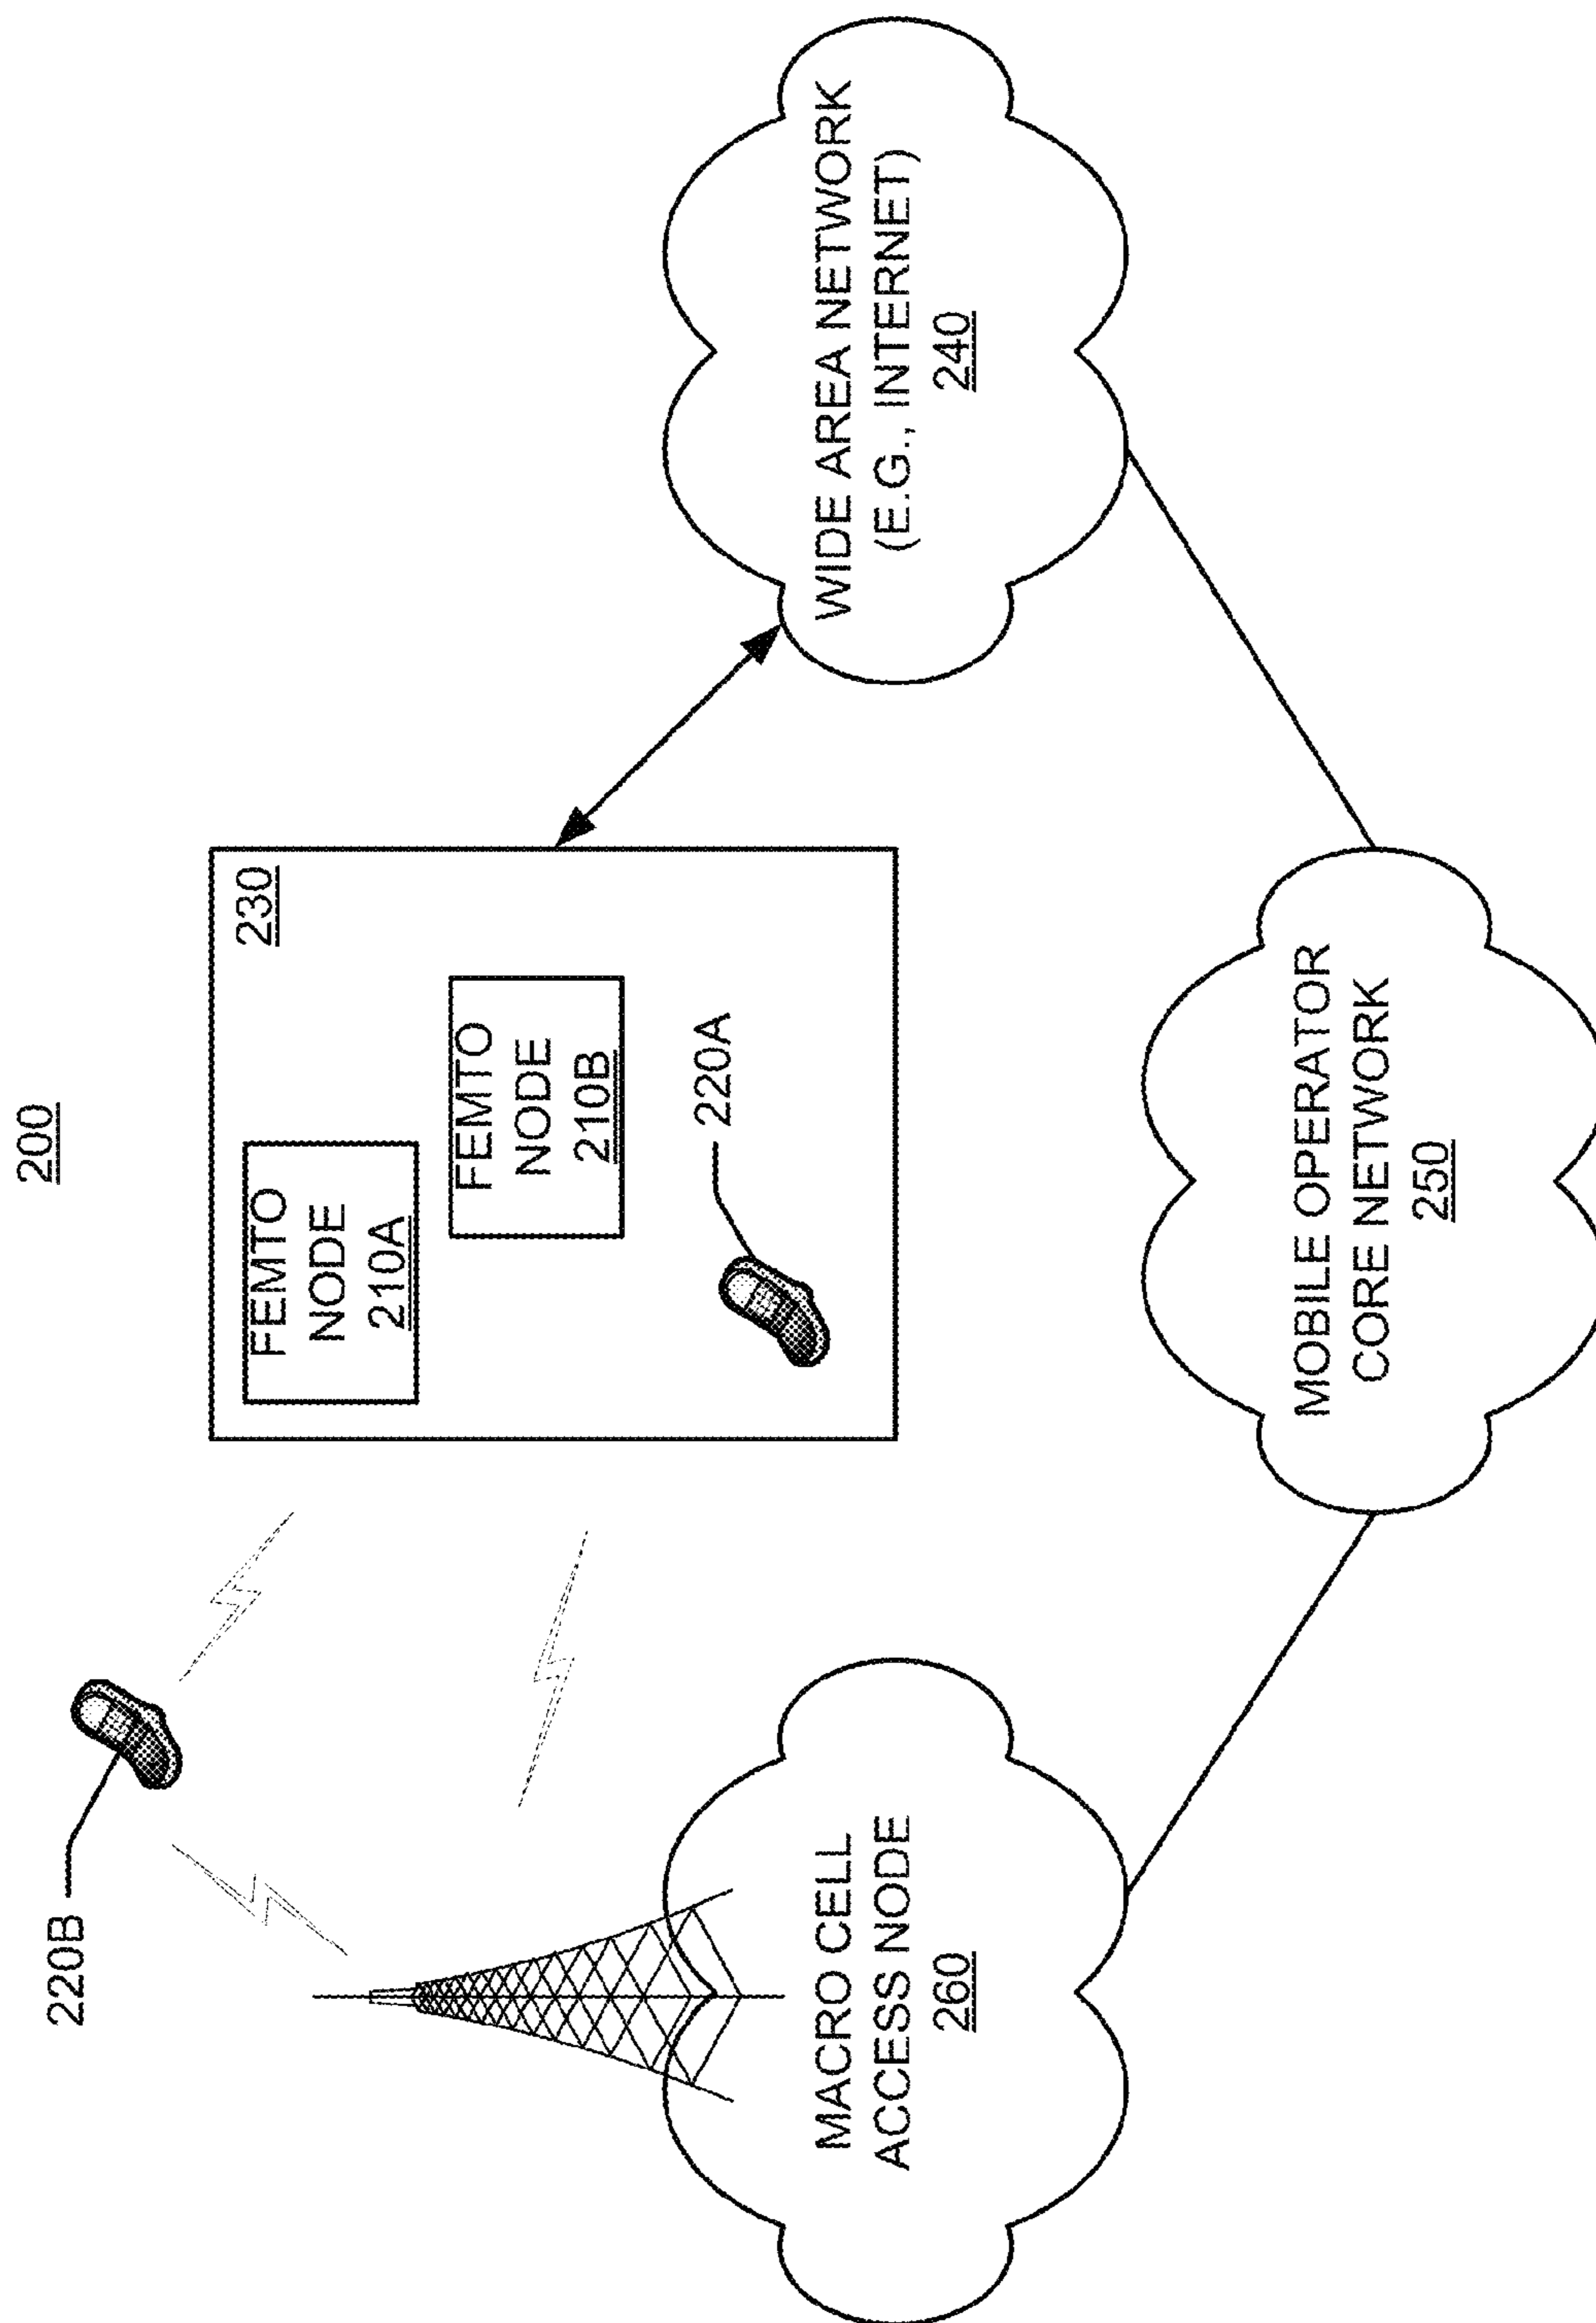 200
220B
230
FEMTO
NODE
210A
FEMTO
NODE
210B
220A
MACRO CELL
ACCESS NODE
260
WIDE AREA NETWORK
(E.G., INTERNET)
240
MOBILE OPERATOR
CORE NETWORK
250